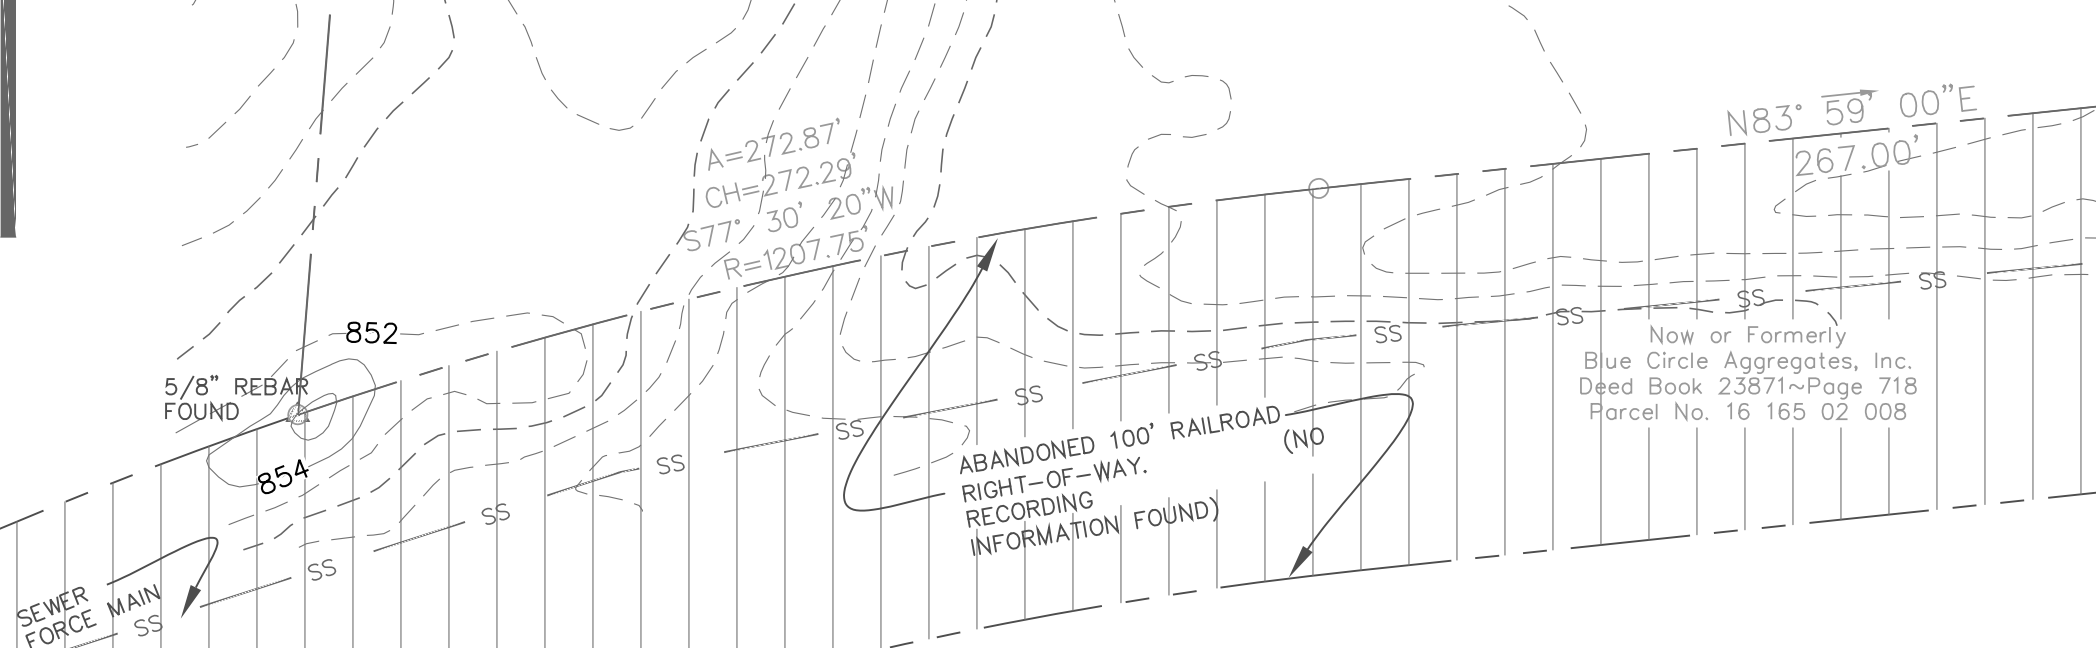 N83° 59' 00"E
267.00'
A=272.87'
CH=272.29'
S77° 30' 20"W
R=1207.75'
852
5/8" REBAR
FOUND
854
Now or Formerly
Blue Circle Aggregates, Inc.
Deed Book 23871~Page 718
Parcel No. 16 165 02 008
ABANDONED 100' RAILROAD
(NO
RIGHT-OF-WAY.
RECORDING
INFORMATION FOUND)
SEWER
FORCE MAIN
SS
SS
SS
SS
SS
SS
SS
SS
SS
SS
SS